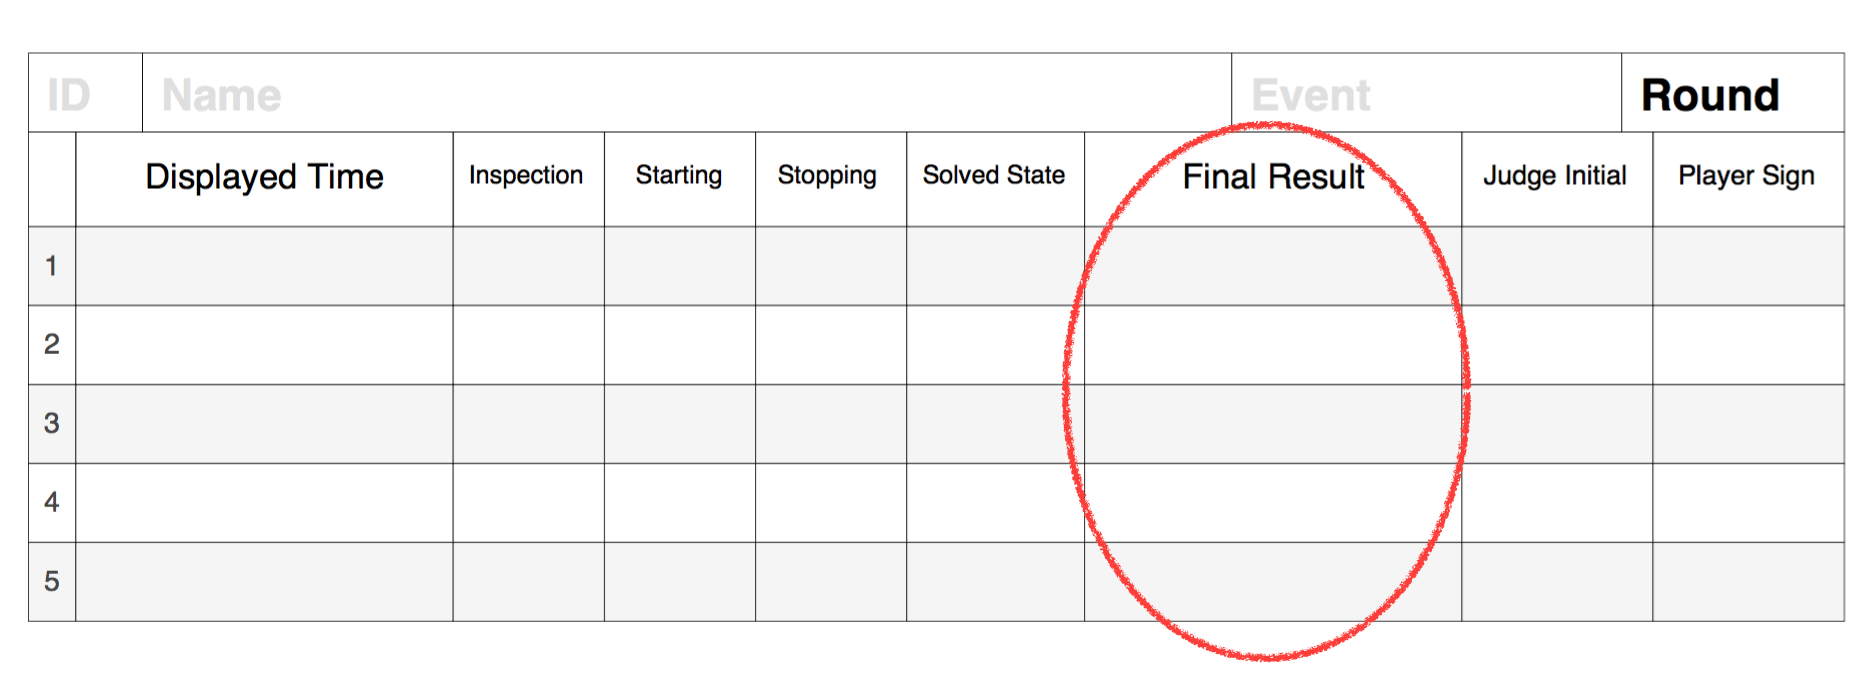 ID Name Event Round
Displayed Time Inspection Starting Stopping Solved State Final Result Judge Initial Player Sign
1
2
3
4
5